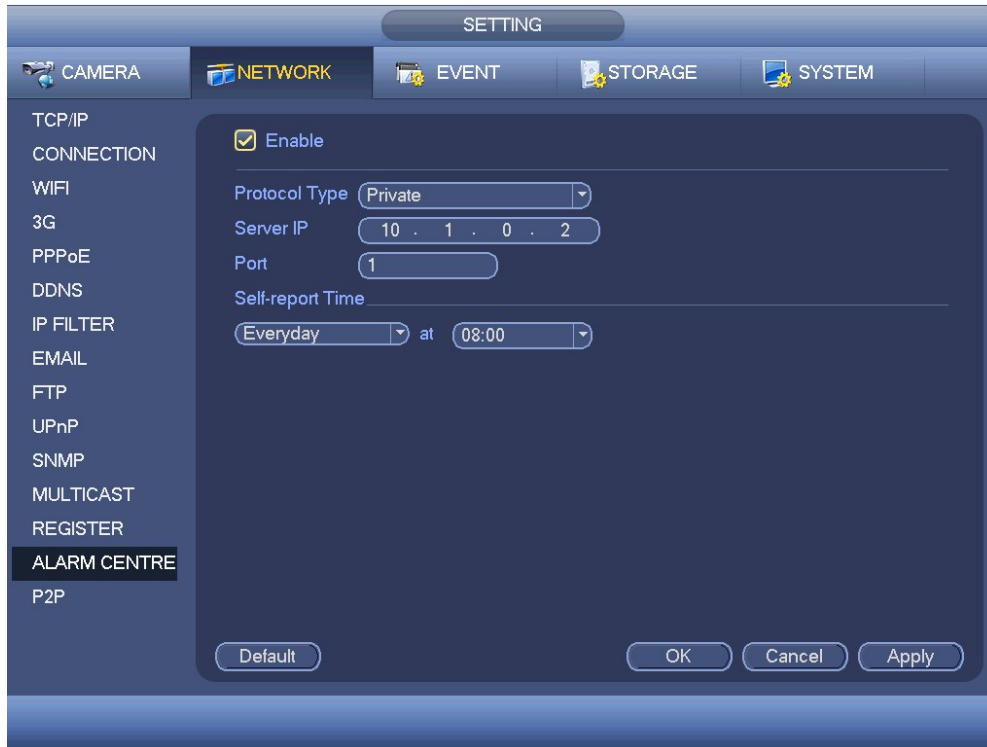 SETTING
CAMERA NETWORK EVENT STORAGE SYSTEM
TCP/IP
CONNECTION
WIFI
3G
PPPoE
DDNS
IP FILTER
EMAIL
FTP
UPnP
SNMP
MULTICAST
REGISTER
ALARM CENTRE
P2P
Enable
Protocol Type Private
Server IP 10 . 1 . 0 . 2
Port 1
Self-report Time
Everyday at 08:00
Default OK Cancel Apply